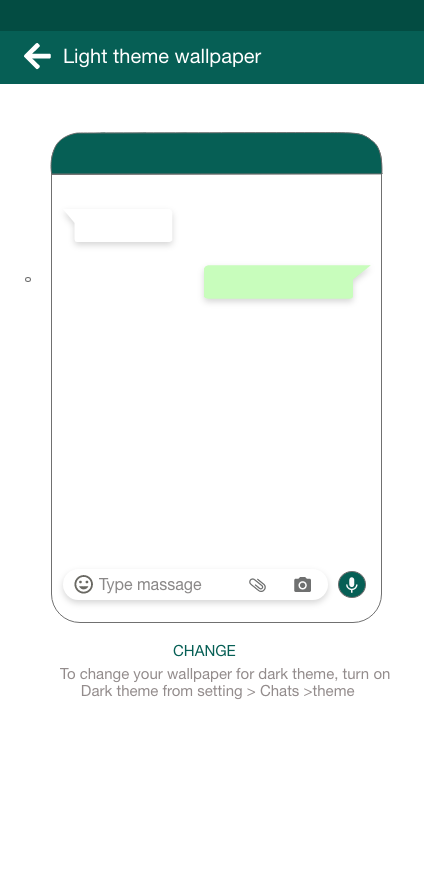 Light theme wallpaper
Type massage
CHANGE
To change your wallpaper for dark theme, turn on
Dark theme from setting > Chats >theme